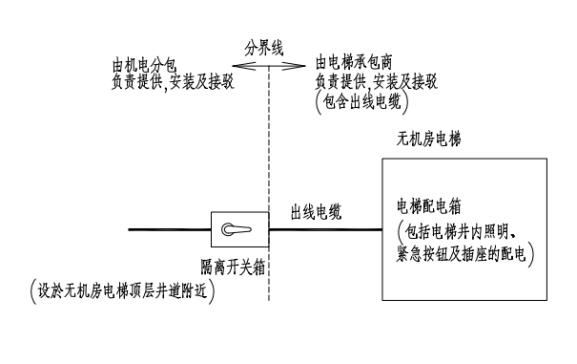 分界线
由机电分包
负责提供,安装及接驳
由电梯承包商
负责提供,安装及接驳
(包含出线电缆)
无机房电梯
出线电缆
电梯配电箱
(包括电梯井内照明、
紧急按钮及插座的配电)
隔离开关箱
(设於无机房电梯顶层井道附近)